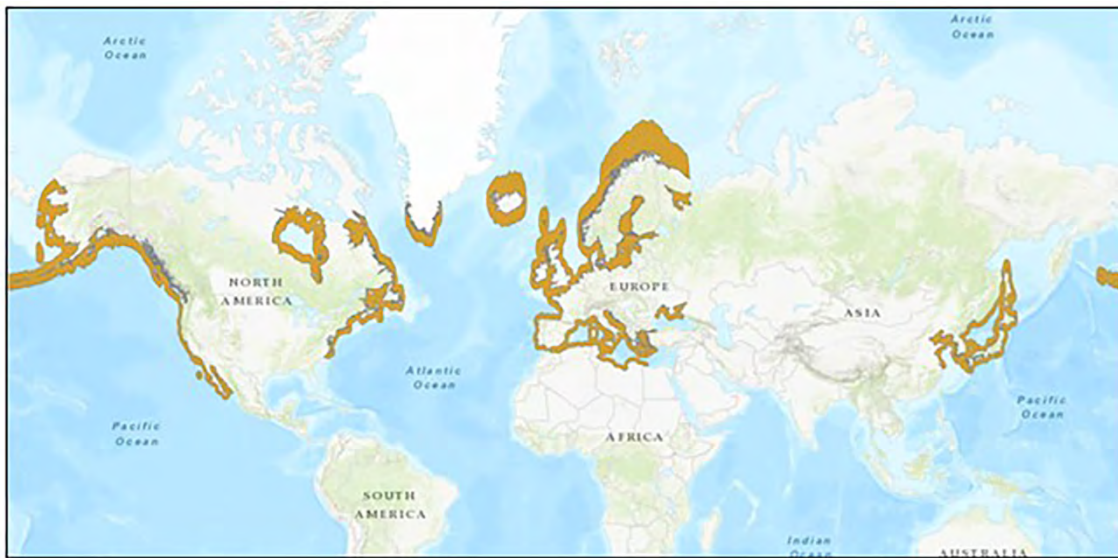 Arctic
Ocean
Arctic
Ocean
NORTH
AMERICA
EUROPE
ASIA
Atlantic
Ocean
Pacific
Ocean
Pacific
Ocean
AFRICA
SOUTH
AMERICA
Indian
Ocean
AUSTRALIA